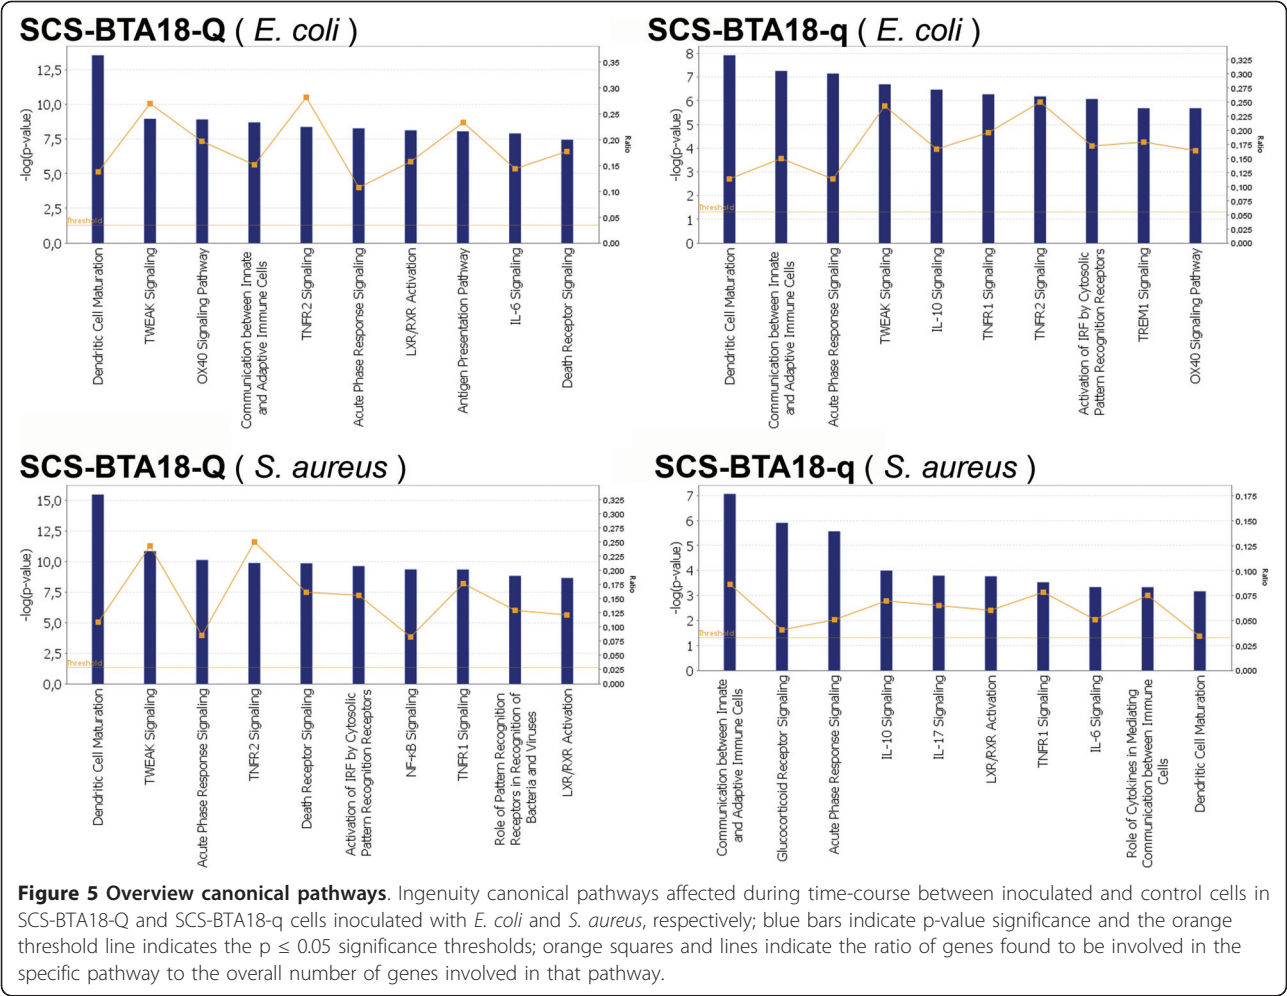 SCS-BTA18-Q ( E. coli )
12,5
10,0
7,5
5,0
2,5
0,0
-log(p-value)
Threshold
0,35
0,30
0,25
0,20
0,15
0,10
0,05
0,00
Ratio
Dendritic Cell Maturation
TWEAK Signaling
OX40 Signaling Pathway
Communication between Innate
and Adaptive Immune Cells
TNFR2 Signaling
Acute Phase Response Signaling
LXR/RXR Activation
Antigen Presentation Pathway
IL-6 Signaling
Death Receptor Signaling
SCS-BTA18-q ( E. coli )
8
7
6
5
4
3
2
1
0
-log(p-value)
Threshold
0,325
0,300
0,275
0,250
0,225
0,200
0,175
0,150
0,125
0,100
0,075
0,050
0,025
0,000
Ratio
Dendritic Cell Maturation
Communication between Innate
and Adaptive Immune Cells
Acute Phase Response Signaling
TWEAK Signaling
IL-10 Signaling
TNFR1 Signaling
TNFR2 Signaling
Activation of IRF by Cytosolic
Pattern Recognition Receptors
TREM1 Signaling
OX40 Signaling Pathway
SCS-BTA18-Q ( S. aureus )
15,0
12,5
10,0
7,5
5,0
2,5
0,0
-log(p-value)
Threshold
0,325
0,300
0,275
0,250
0,225
0,200
0,175
0,150
0,125
0,100
0,075
0,050
0,025
0,000
Ratio
Dendritic Cell Maturation
TWEAK Signaling
Acute Phase Response Signaling
TNFR2 Signaling
Death Receptor Signaling
Activation of IRF by Cytosolic
Pattern Recognition Receptors
NF-κB Signaling
TNFR1 Signaling
Role of Pattern Recognition
Receptors in Recognition of
Bacteria and Viruses
LXR/RXR Activation
SCS-BTA18-q ( S. aureus )
7
6
5
4
3
2
1
0
-log(p-value)
Threshold
0,175
0,150
0,125
0,100
0,075
0,050
0,025
0,000
Ratio
Communication between Innate
and Adaptive Immune Cells
Glucocorticoid Receptor Signaling
Acute Phase Response Signaling
IL-10 Signaling
IL-17 Signaling
LXR/RXR Activation
TNFR1 Signaling
IL-6 Signaling
Role of Cytokines in Mediating
Communication between Immune
Cells
Dendritic Cell Maturation
Figure 5 Overview canonical pathways. Ingenuity canonical pathways affected during time-course between inoculated and control cells in
SCS-BTA18-Q and SCS-BTA18-q cells inoculated with E. coli and S. aureus, respectively; blue bars indicate p-value significance and the orange
threshold line indicates the p ≤ 0.05 significance thresholds; orange squares and lines indicate the ratio of genes found to be involved in the
specific pathway to the overall number of genes involved in that pathway.